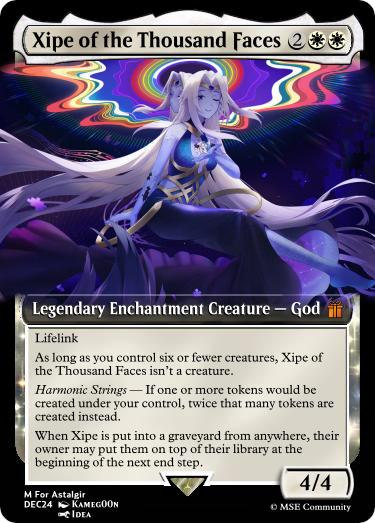 Xipe of the Thousand Faces 2
Legendary Enchantment Creature — God
Lifelink
As long as you control six or fewer creatures, Xipe of
the Thousand Faces isn't a creature.
Harmonic Strings — If one or more tokens would be
created under your control, twice that many tokens are
created instead.
When Xipe is put into a graveyard from anywhere, their
owner may put them on top of their library at the
beginning of the next end step.
4/4
M For Astalgir
DEC24 Kameg00n
Idea
© MSE Community